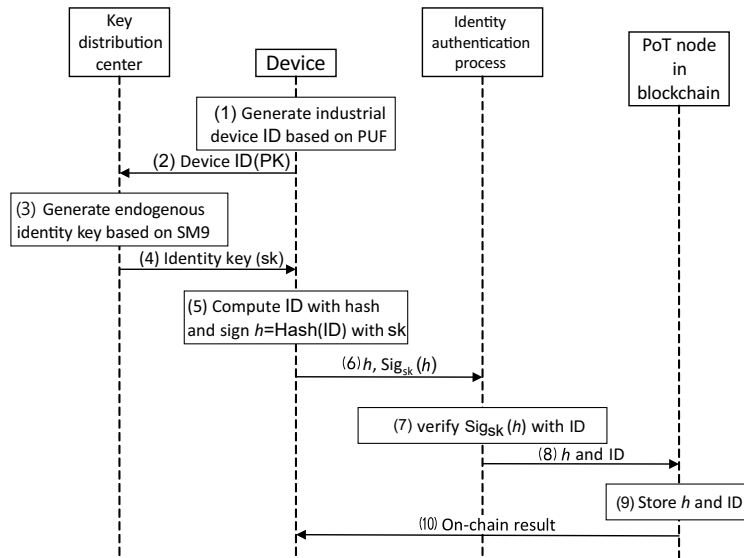 Key
distribution
center
Device
Identity
authentication
process
PoT node
in
blockchain
(1) Generate industrial
device ID based on PUF
(2) Device ID(PK)
(3) Generate endogenous
identity key based on SM9
(4) Identity key (sk)
(5) Compute ID with hash
and sign h=Hash(ID) with sk
(6) h, Sigsk(h)
(7) verify Sigsk(h) with ID
(8) h and ID
(9) Store h and ID
(10) On-chain result